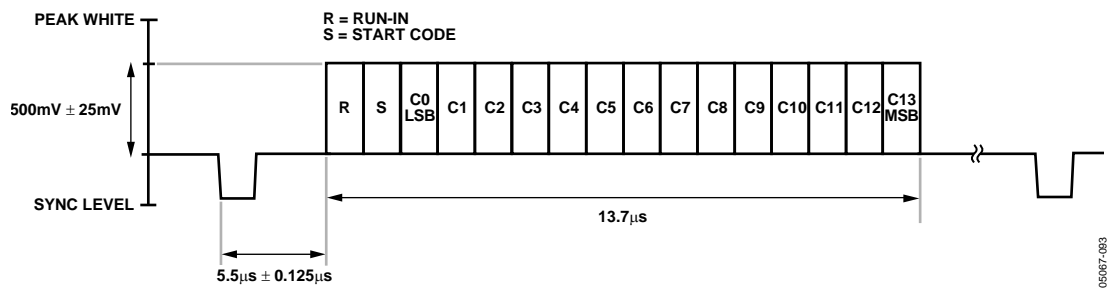 PEAK WHITE
R = RUN-IN
S = START CODE
500mV ± 25mV
R
S
C0
LSB
C1
C2
C3
C4
C5
C6
C7
C8
C9
C10
C11
C12
C13
MSB
SYNC LEVEL
13.7μs
5.5μs ± 0.125μs
05067-093